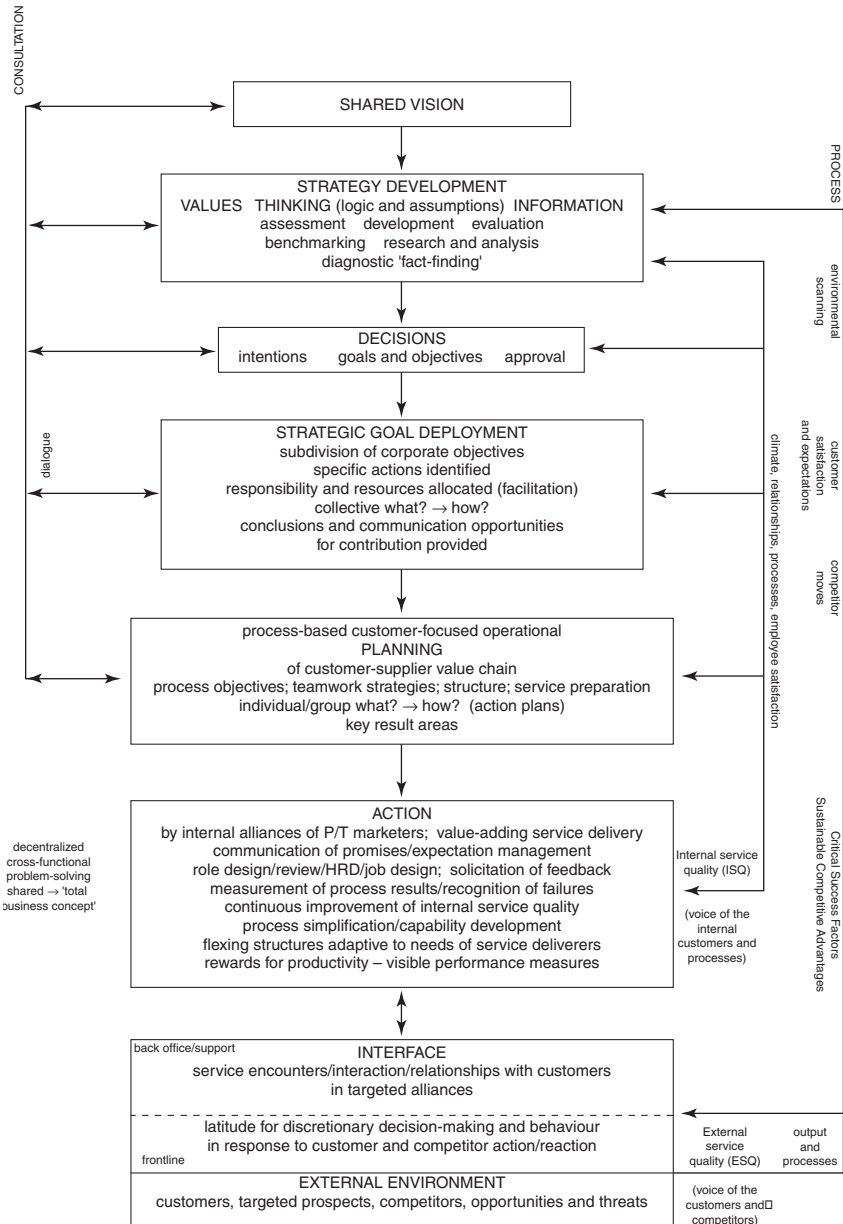 CONSULTATION
SHARED VISION
PROCESS
STRATEGY DEVELOPMENT
VALUES THINKING (logic and assumptions) INFORMATION
assessment development evaluation
benchmarking research and analysis
diagnostic 'fact-finding'
environmental
scanning
DECISIONS
intentions goals and objectives approval
dialogue
STRATEGIC GOAL DEPLOYMENT
subdivision of corporate objectives
specific actions identified
responsibility and resources allocated (facilitation)
collective what? → how?
conclusions and communication opportunities
for contribution provided
climate, relationships, processes, employee satisfaction
customer
satisfaction
and expectations
competitor
moves
process-based customer-focused operational
PLANNING
of customer-supplier value chain
process objectives; teamwork strategies; structure; service preparation
individual/group what? → how? (action plans)
key result areas
decentralized
cross-functional
problem-solving
shared → 'total
business concept'
ACTION
by internal alliances of P/T marketers; value-adding service delivery
communication of promises/expectation management
role design/review/HRD/job design; solicitation of feedback
measurement of process results/recognition of failures
continuous improvement of internal service quality
process simplification/capability development
flexing structures adaptive to needs of service deliverers
rewards for productivity – visible performance measures
Internal service
quality (ISQ)
(voice of the
internal
customers and
processes)
Critical Success Factors
Sustainable Competitive Advantages
back office/support
INTERFACE
service encounters/interaction/relationships with customers
in targeted alliances
latitude for discretionary decision-making and behaviour
in response to customer and competitor action/reaction
frontline
External
service
quality (ESQ)
output
and
processes
EXTERNAL ENVIRONMENT
customers, targeted prospects, competitors, opportunities and threats
(voice of the
customers and□
competitors)